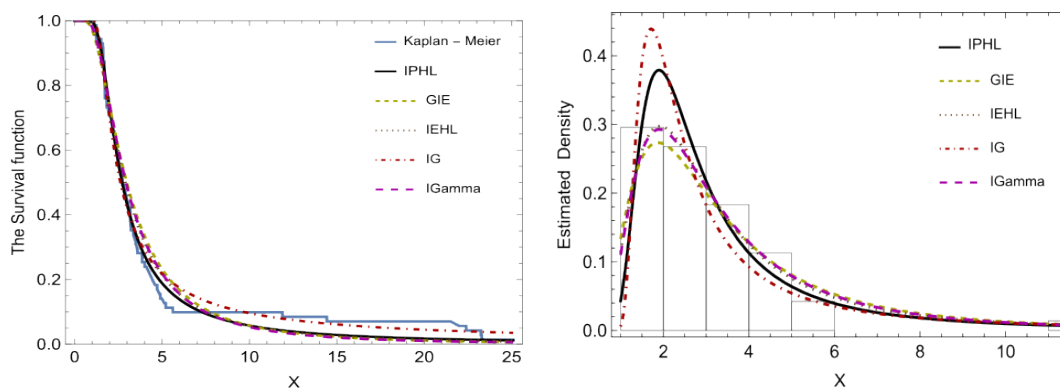 The Survival function
1.0
0.8
0.6
0.4
0.2
0.0
0
5
10
15
20
25
X
Kaplan – Meier
IPHL
GIE
IEHL
IG
IGamma
Estimated Density
0.4
0.3
0.2
0.1
0.0
2
4
6
8
10
X
IPHL
GIE
IEHL
IG
IGamma